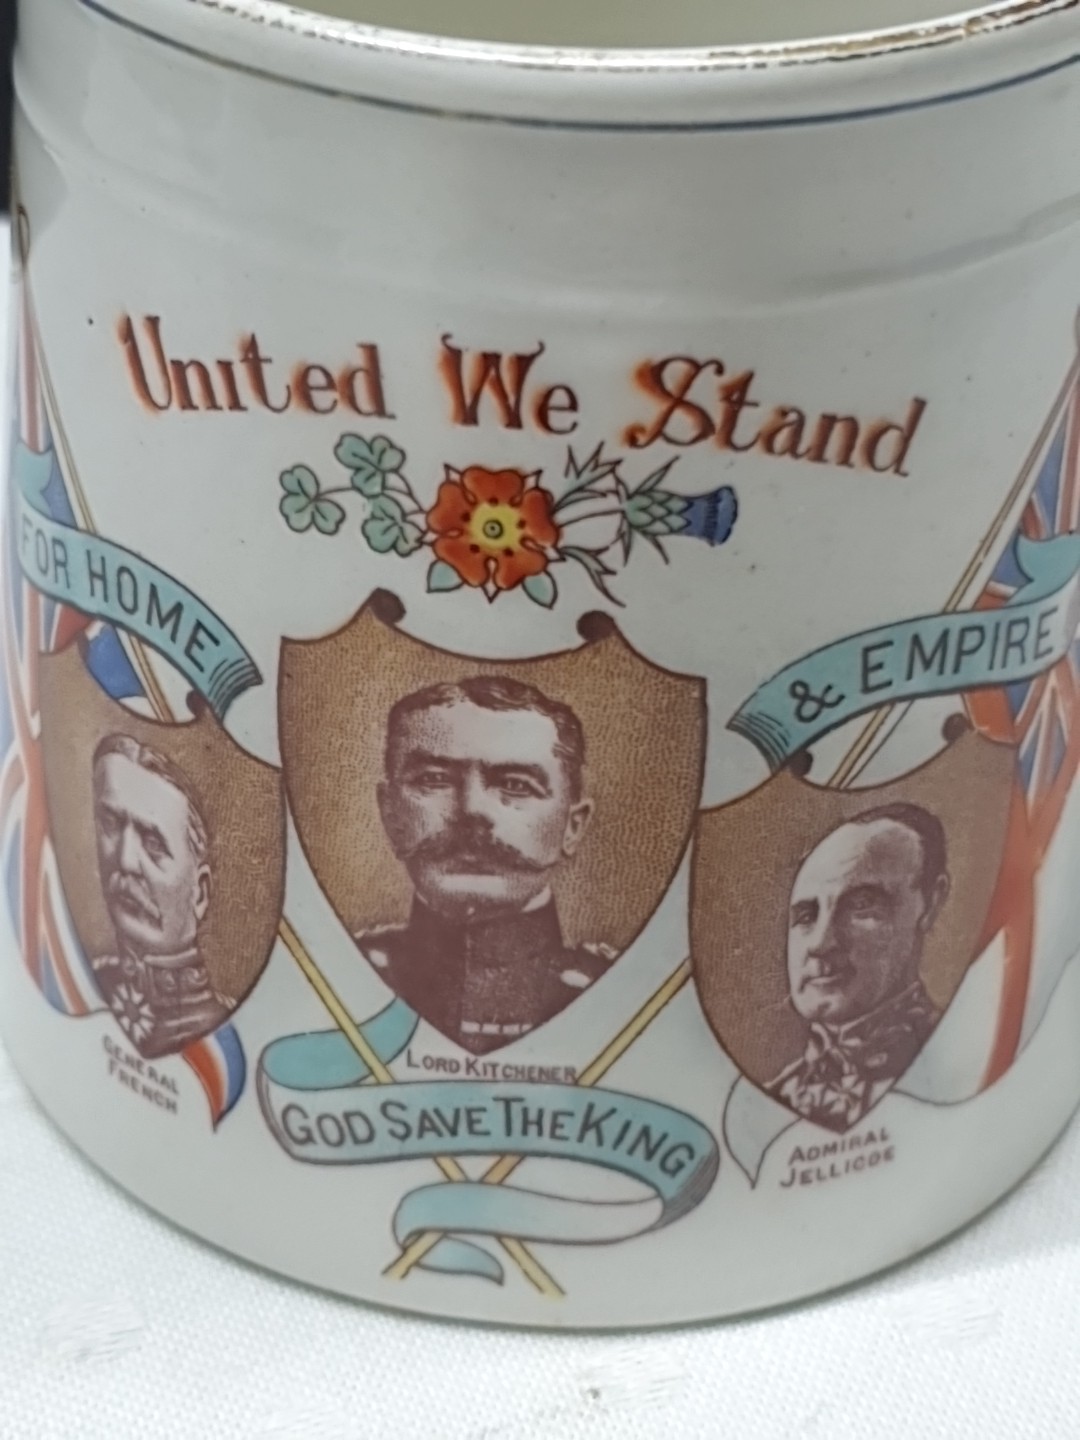 United We Stand
FOR HOME
& EMPIRE
GENERAL
FRENCH
LORD KITCHENER
GOD SAVE THE KING
ADMIRAL
JELLICOE